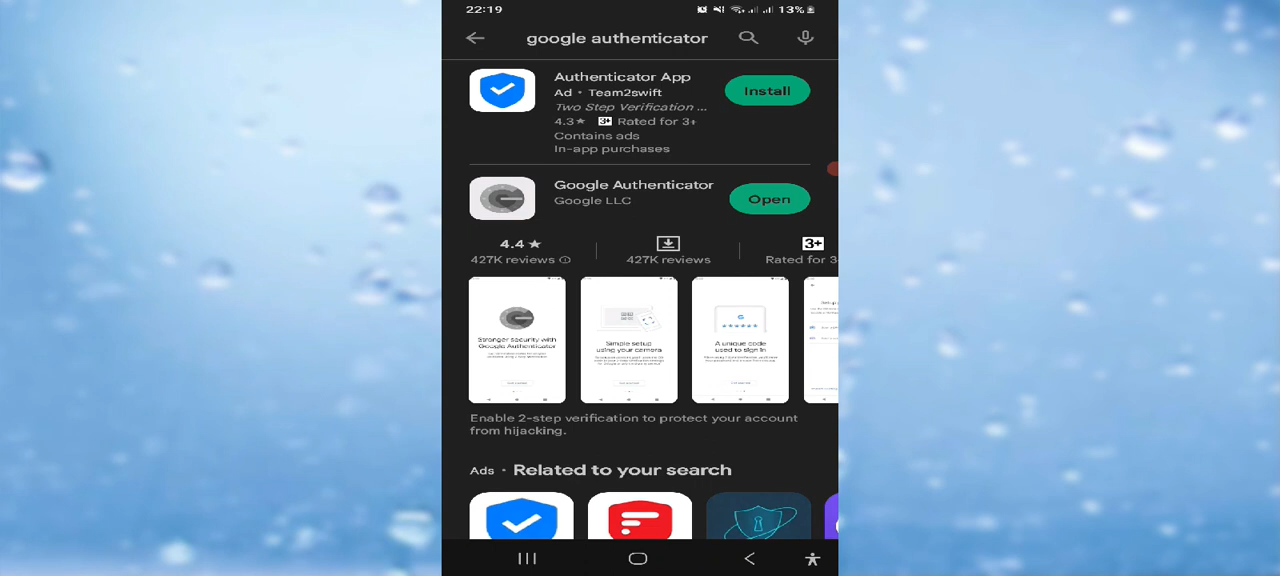 22:19
13%
google authenticator
Authenticator App
Ad • Team2swift
Two Step Verification ...
4.3★ 3+ Rated for 3+
Contains ads
In-app purchases
Install
Google Authenticator
Google LLC
Open
4.4★
427K reviews
427K reviews
3+
Rated for 3
Stronger security with
Google Authenticator
Simple setup
using your camera
A unique code
used to sign in
Enable 2-step verification to protect your account
from hijacking.
Ads • Related to your search